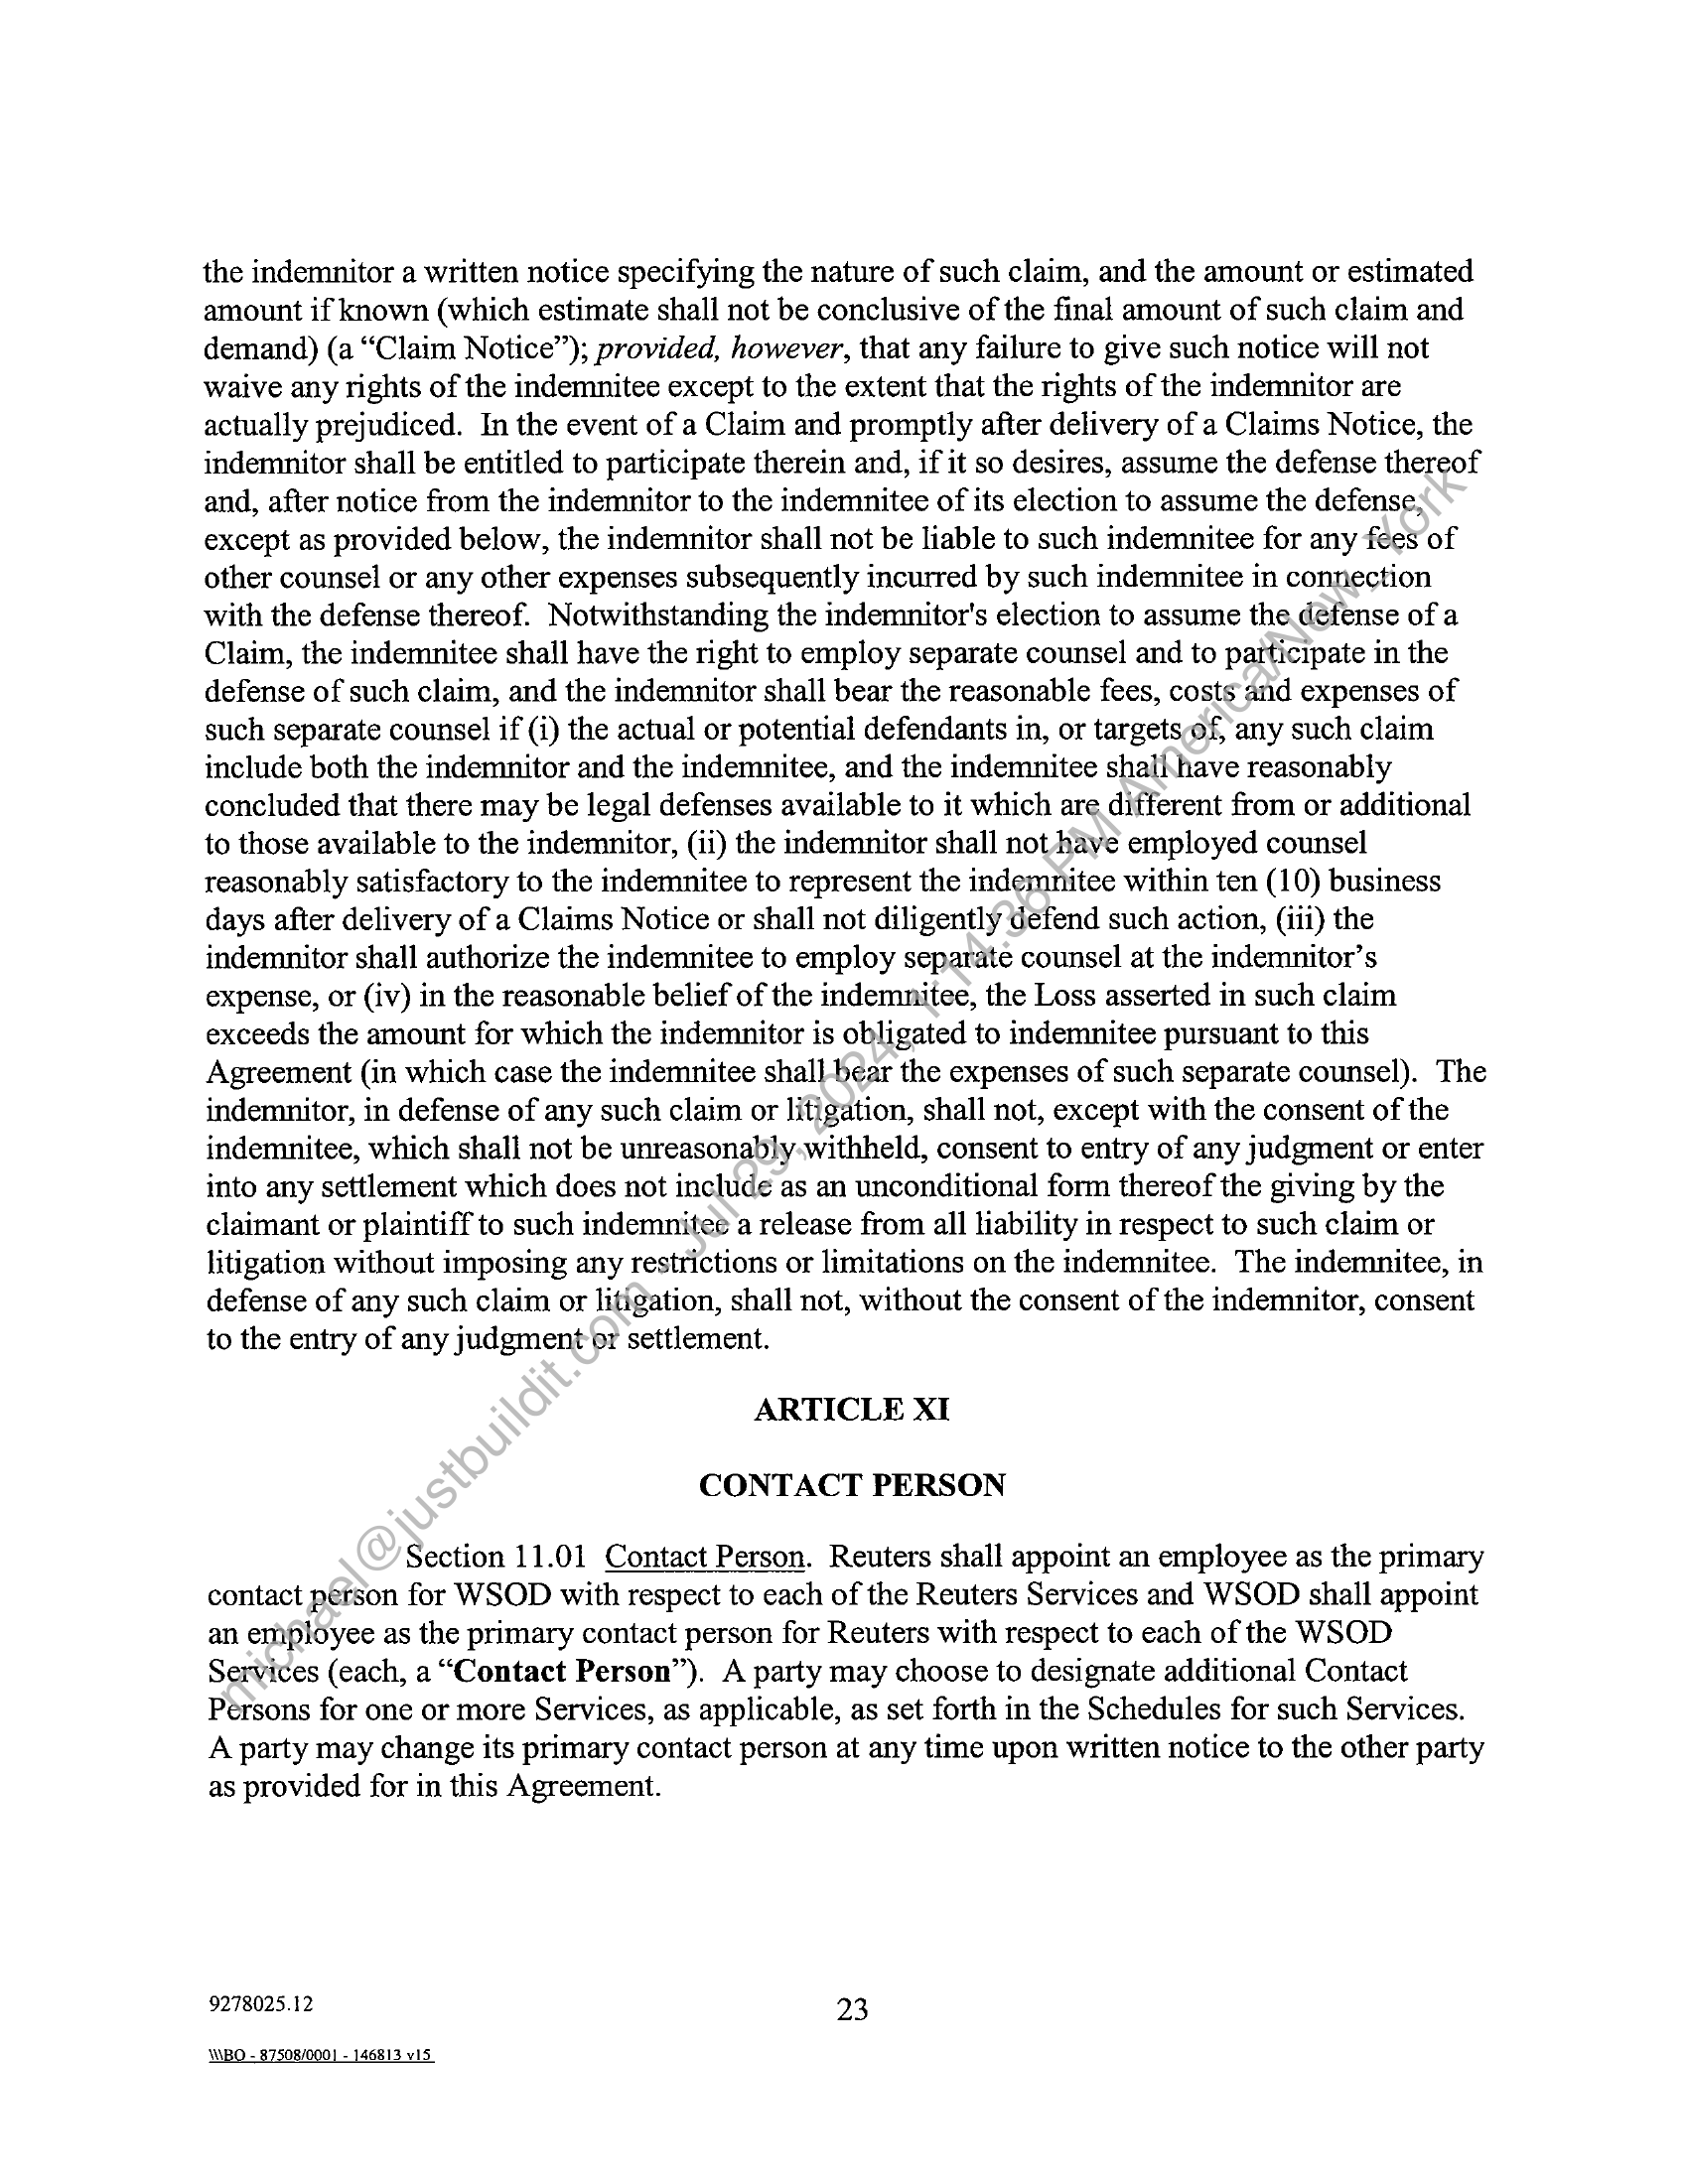 the indemnitor a written notice specifying the nature of such claim, and the amount or estimated
amount if known (which estimate shall not be conclusive of the final amount of such claim and
demand) (a “Claim Notice”); provided, however, that any failure to give such notice will not
waive any rights of the indemnitee except to the extent that the rights of the indemnitor are
actually prejudiced. In the event of a Claim and promptly after delivery of a Claims Notice, the
indemnitor shall be entitled to participate therein and, if it so desires, assume the defense thereof
and, after notice from the indemnitor to the indemnitee of its election to assume the defense,
except as provided below, the indemnitor shall not be liable to such indemnitee for any fees of
other counsel or any other expenses subsequently incurred by such indemnitee in connection
with the defense thereof. Notwithstanding the indemnitor's election to assume the defense of a
Claim, the indemnitee shall have the right to employ separate counsel and to participate in the
defense of such claim, and the indemnitor shall bear the reasonable fees, costs and expenses of
such separate counsel if (i) the actual or potential defendants in, or targets of, any such claim
include both the indemnitor and the indemnitee, and the indemnitee shall have reasonably
concluded that there may be legal defenses available to it which are different from or additional
to those available to the indemnitor, (ii) the indemnitor shall not have employed counsel
reasonably satisfactory to the indemnitee to represent the indemnitee within ten (10) business
days after delivery of a Claims Notice or shall not diligently defend such action, (iii) the
indemnitor shall authorize the indemnitee to employ separate counsel at the indemnitor’s
expense, or (iv) in the reasonable belief of the indemnitee, the Loss asserted in such claim
exceeds the amount for which the indemnitor is obligated to indemnitee pursuant to this
Agreement (in which case the indemnitee shall bear the expenses of such separate counsel). The
indemnitor, in defense of any such claim or litigation, shall not, except with the consent of the
indemnitee, which shall not be unreasonably withheld, consent to entry of any judgment or enter
into any settlement which does not include as an unconditional form thereof the giving by the
claimant or plaintiff to such indemnitee a release from all liability in respect to such claim or
litigation without imposing any restrictions or limitations on the indemnitee. The indemnitee, in
defense of any such claim or litigation, shall not, without the consent of the indemnitor, consent
to the entry of any judgment or settlement.
ARTICLE XI
CONTACT PERSON
Section 11.01 Contact Person. Reuters shall appoint an employee as the primary
contact person for WSOD with respect to each of the Reuters Services and WSOD shall appoint
an employee as the primary contact person for Reuters with respect to each of the WSOD
Services (each, a “Contact Person”). A party may choose to designate additional Contact
Persons for one or more Services, as applicable, as set forth in the Schedules for such Services.
A party may change its primary contact person at any time upon written notice to the other party
as provided for in this Agreement.
9278025.12
23
\\\BO - 87508/0001 - 146813 v15
michael@justbuildit.com - Jul 29, 2024, 1:14:36 PM America/New_York